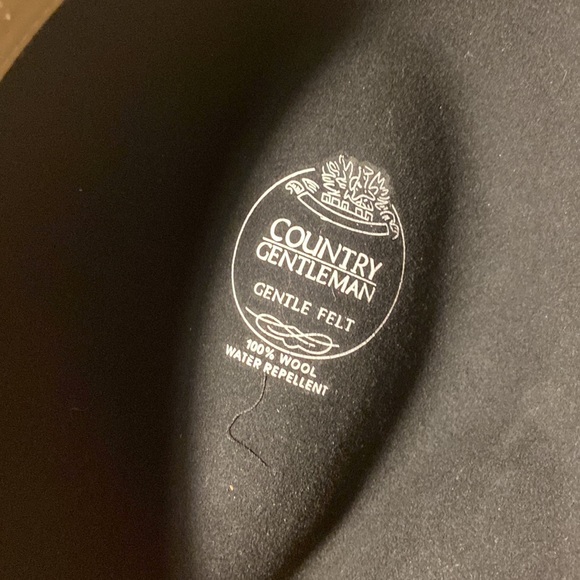 COUNTRY
GENTLEMAN
GENTLE FELT
100% WOOL
WATER REPELLENT